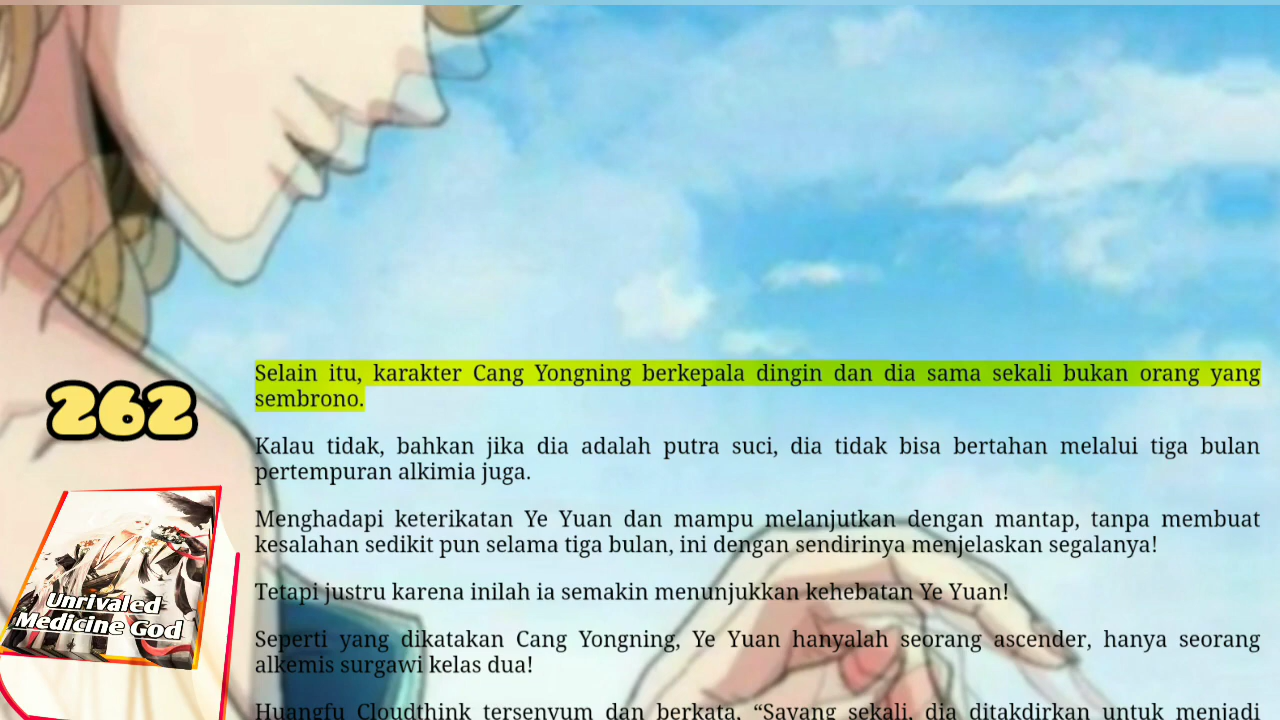 Selain itu, karakter Cang Yongning berkepala dingin dan dia sama sekali bukan orang yang
sembrono.
Kalau tidak, bahkan jika dia adalah putra suci, dia tidak bisa bertahan melalui tiga bulan
pertempuran alkimia juga.
Menghadapi keterikatan Ye Yuan dan mampu melanjutkan dengan mantap, tanpa membuat
kesalahan sedikit pun selama tiga bulan, ini dengan sendirinya menjelaskan segalanya!
Tetapi justru karena inilah ia semakin menunjukkan kehebatan Ye Yuan!
Seperti yang dikatakan Cang Yongning, Ye Yuan hanyalah seorang ascender, hanya seorang
alkemis surgawi kelas dua!
Huangfu Cloudthink tersenyum dan berkata, “Sayang sekali, dia ditakdirkan untuk menjadi
262
Unrivaled
Medicine God